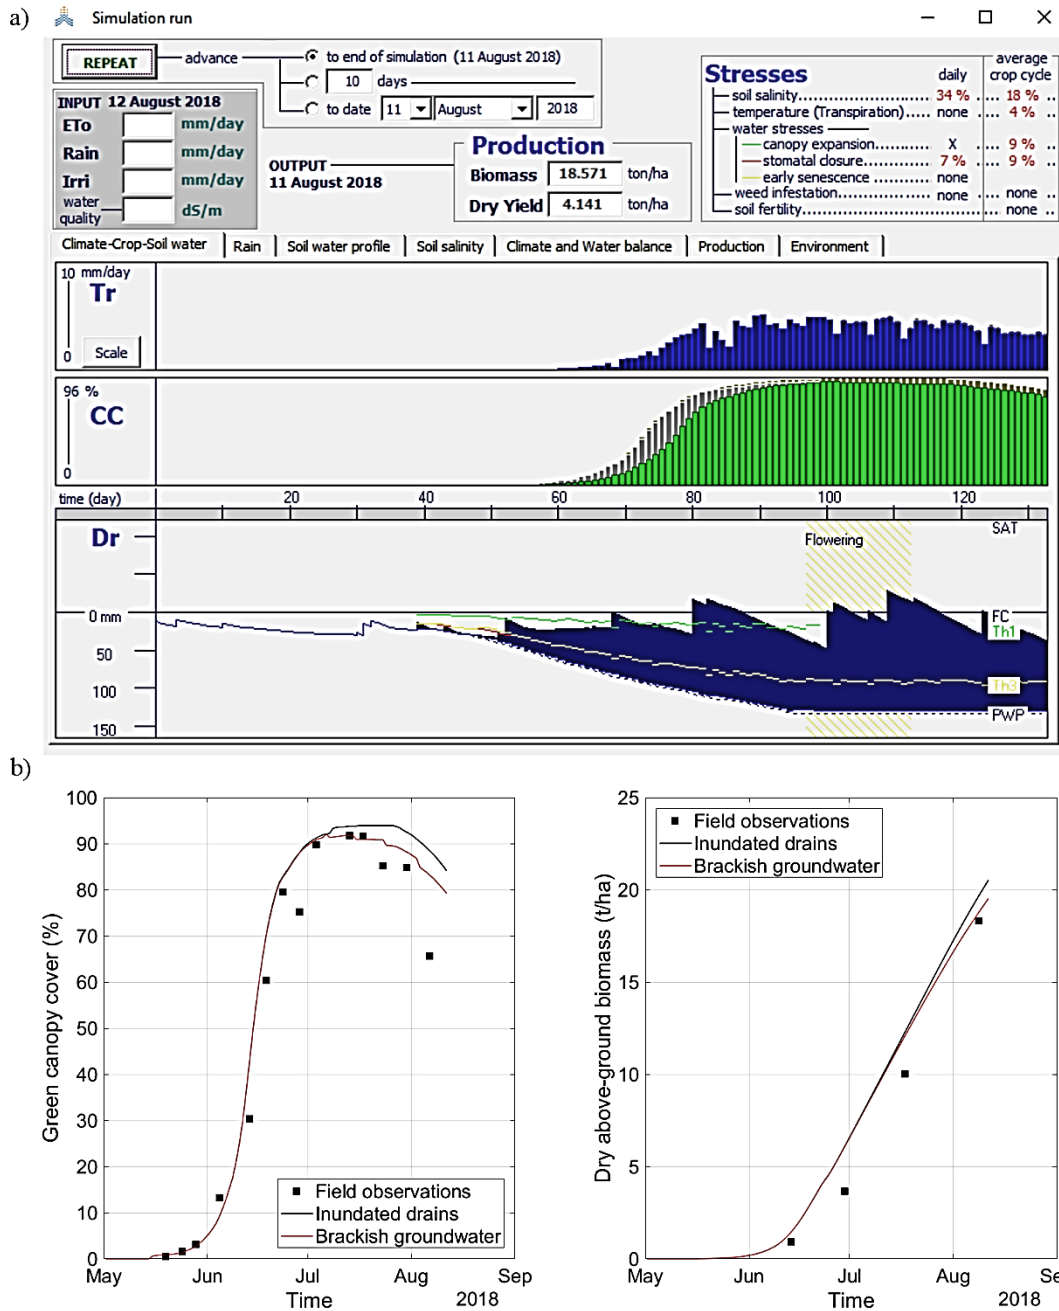 a)
Simulation run
REPEAT
advance
to end of simulation (11 August 2018)
10 days
to date 11 August 2018
INPUT 12 August 2018
ETo mm/day
Rain mm/day
Irri mm/day
water quality dS/m
OUTPUT
11 August 2018
Production
Biomass 18.571 ton/ha
Dry Yield 4.141 ton/ha
Stresses
daily
average
crop cycle
soil salinity 34 % 18 %
temperature (Transpiration) none 4 %
water stresses
canopy expansion X 9 %
stomatal closure 7 % 9 %
early senescence none
weed infestation none none
soil fertility none
Climate-Crop-Soil water
Rain
Soil water profile
Soil salinity
Climate and Water balance
Production
Environment
10 mm/day
Tr
0
Scale
96 %
CC
0
time (day) 20 40 60 80 100 120
Dr
SAT
Flowering
0 mm
FC
Th1
50
100
Th3
150
PWP
b)
100
90
80
70
60
50
40
30
20
10
0
Green canopy cover (%)
Field observations
Inundated drains
Brackish groundwater
May Jun Jul Aug Sep
Time
2018
25
20
15
10
5
0
Dry above-ground biomass (t/ha)
Field observations
Inundated drains
Brackish groundwater
May Jun Jul Aug Se
Time
2018